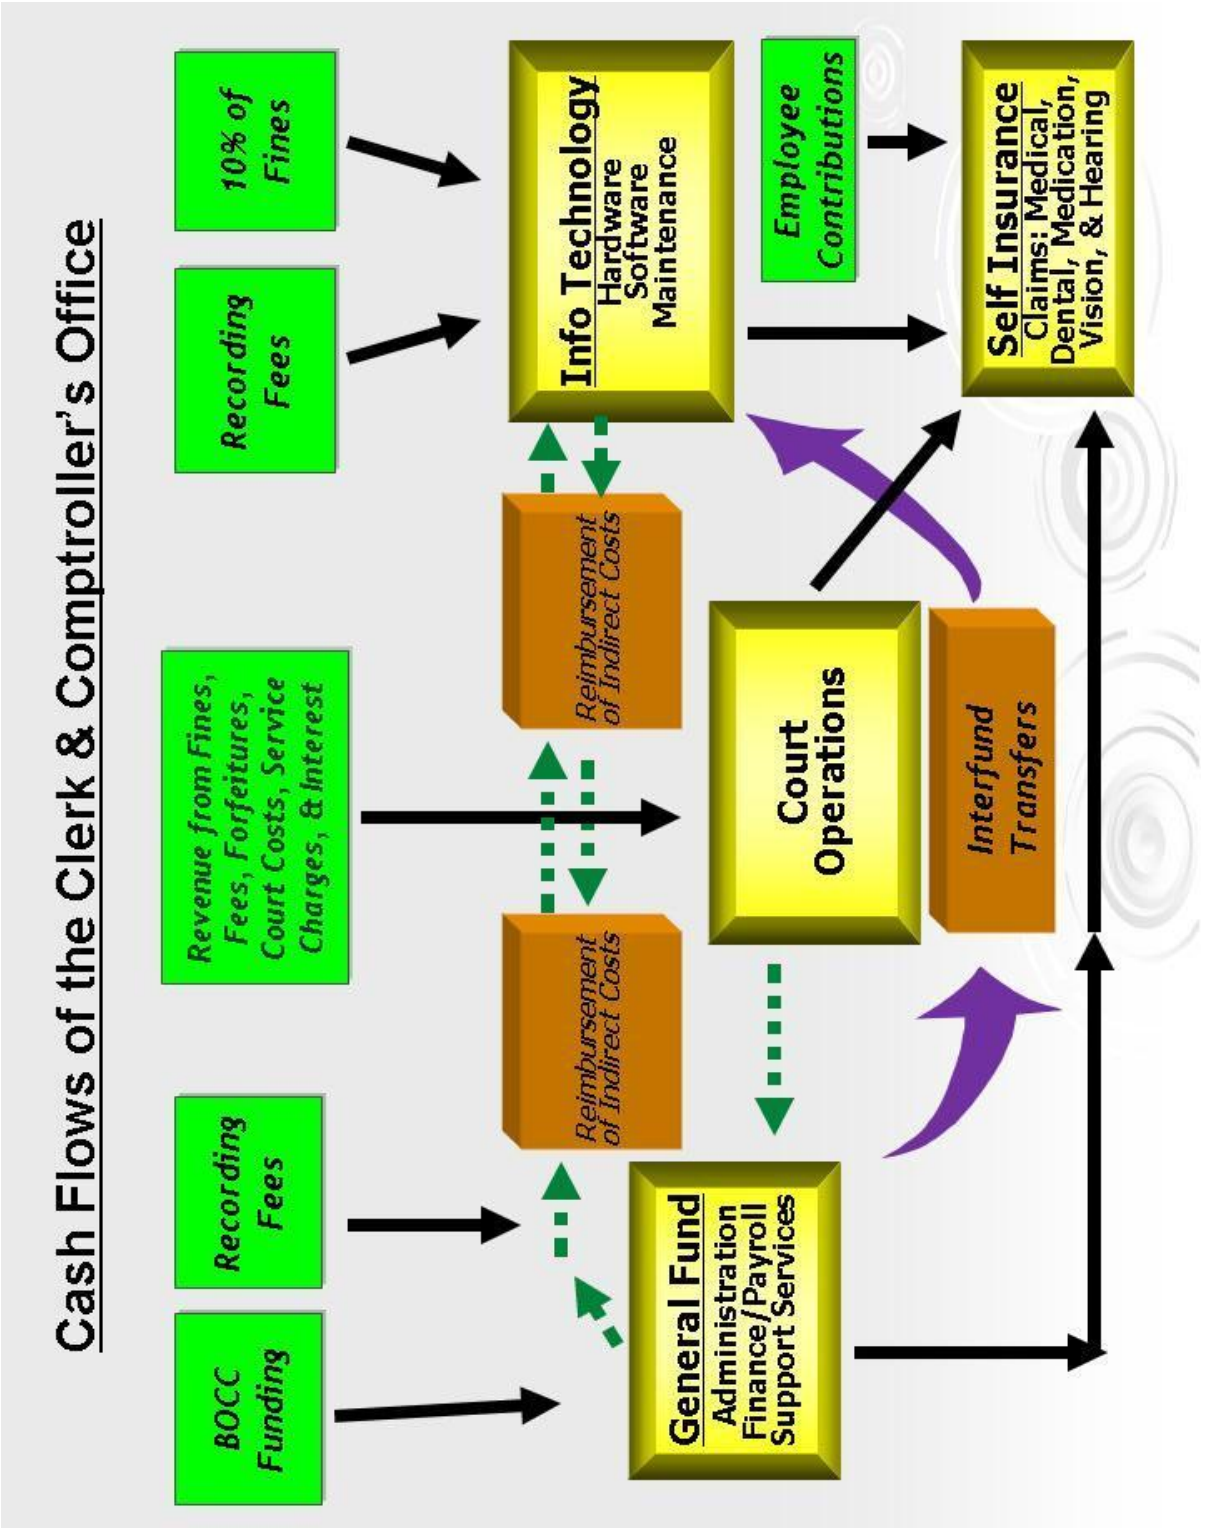 Cash Flows of the Clerk & Comptroller's Office
BOCC
Funding
Recording
Fees
Revenue from Fines,
Fees, Forfeitures,
Court Costs, Service
Charges, & Interest
Recording
Fees
10% of
Fines
General Fund
Administration
Finance/Payroll
Support Services
Reimbursement
of Indirect Costs
Reimbursement
of Indirect Costs
Info Technology
Hardware
Software
Maintenance
Court
Operations
Employee
Contributions
Interfund
Transfers
Self Insurance
Claims: Medical,
Dental, Medication,
Vision, & Hearing